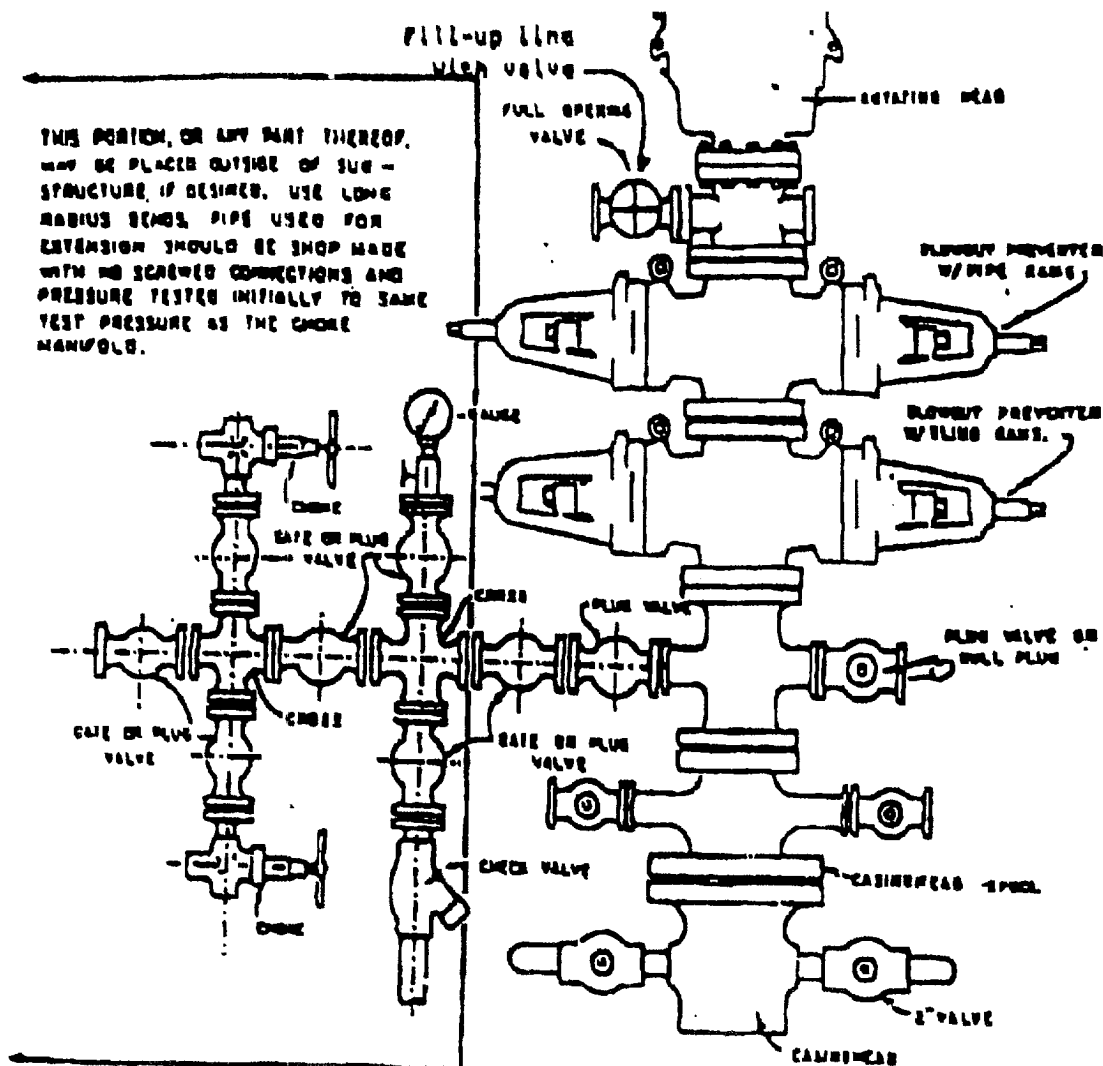 Fill-up line
with valve
FULL OPENING
VALVE
ROTATING HEAD
THIS PORTION, OR ANY PART THEREOF,
MAY BE PLACED OUTSIDE OF SUB-
STRUCTURE IF DESIRED. USE LONG
RADIUS BENDS. PIPE USED FOR
EXTENSION SHOULD BE SHOP MADE
WITH NO SCREWED CONNECTIONS AND
PRESSURE TESTED INITIALLY TO SAME
TEST PRESSURE AS THE CHOKE
MANIFOLD.
BLOWOUT PREVENTER
W/PIPE RAMS.
GAUGE
BLOWOUT PREVENTER
W/BLIND RAMS.
CHOKE
GATE OR PLUG
VALVE
CROSS
PLUG VALVE
PLUG VALVE OR
BULL PLUG
CROSS
GATE OR PLUG
VALVE
GATE OR PLUG
VALVE
CHECK VALVE
CASINGHEAD SPOOL
CHOKE
2" VALVE
CASINGHEAD